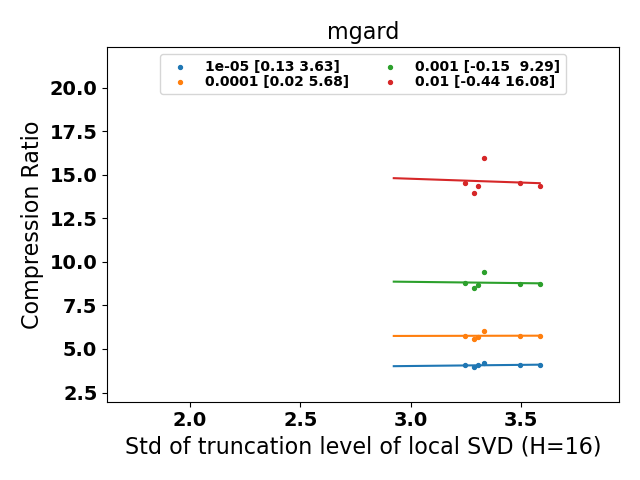 mgard
1e-05 [0.13 3.63]
0.0001 [0.02 5.68]
0.001 [-0.15  9.29]
0.01 [-0.44 16.08]
Compression Ratio
20.0
17.5
15.0
12.5
10.0
7.5
5.0
2.5
2.0 2.5 3.0 3.5
Std of truncation level of local SVD (H=16)